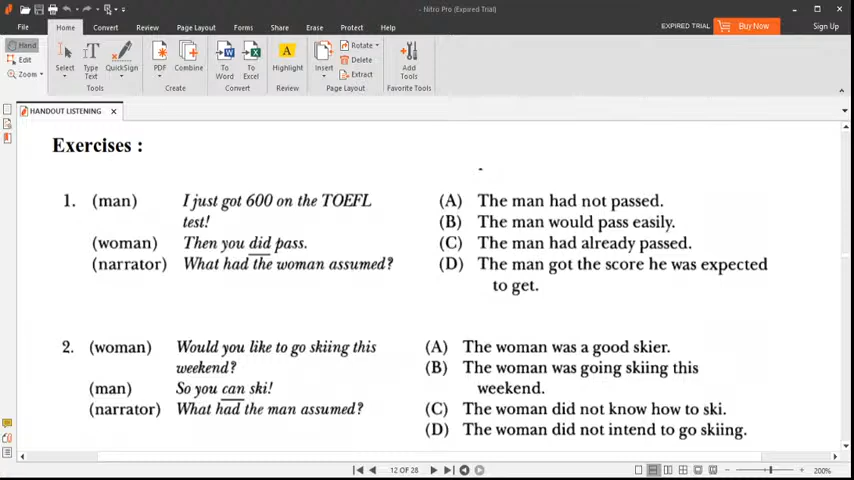 - Nitro Pro (Expired Trial)
File Home Convert Review Page Layout Forms Share Erase Protect Help EXPIRED TRIAL Buy Now Sign Up
Hand Edit Zoom
Select Type Text QuickSign PDF Combine To Word To Excel Highlight Insert Rotate Delete Extract Add Tools
Tools Create Convert Review Page Layout Favorite Tools
HANDOUT LISTENING
Exercises :
1. (man) I just got 600 on the TOEFL
test!
(woman) Then you did pass.
(narrator) What had the woman assumed?
(A) The man had not passed.
(B) The man would pass easily.
(C) The man had already passed.
(D) The man got the score he was expected
to get.
2. (woman) Would you like to go skiing this
weekend?
(man) So you can ski!
(narrator) What had the man assumed?
(A) The woman was a good skier.
(B) The woman was going skiing this
weekend.
(C) The woman did not know how to ski.
(D) The woman did not intend to go skiing.
12 OF 28
200%